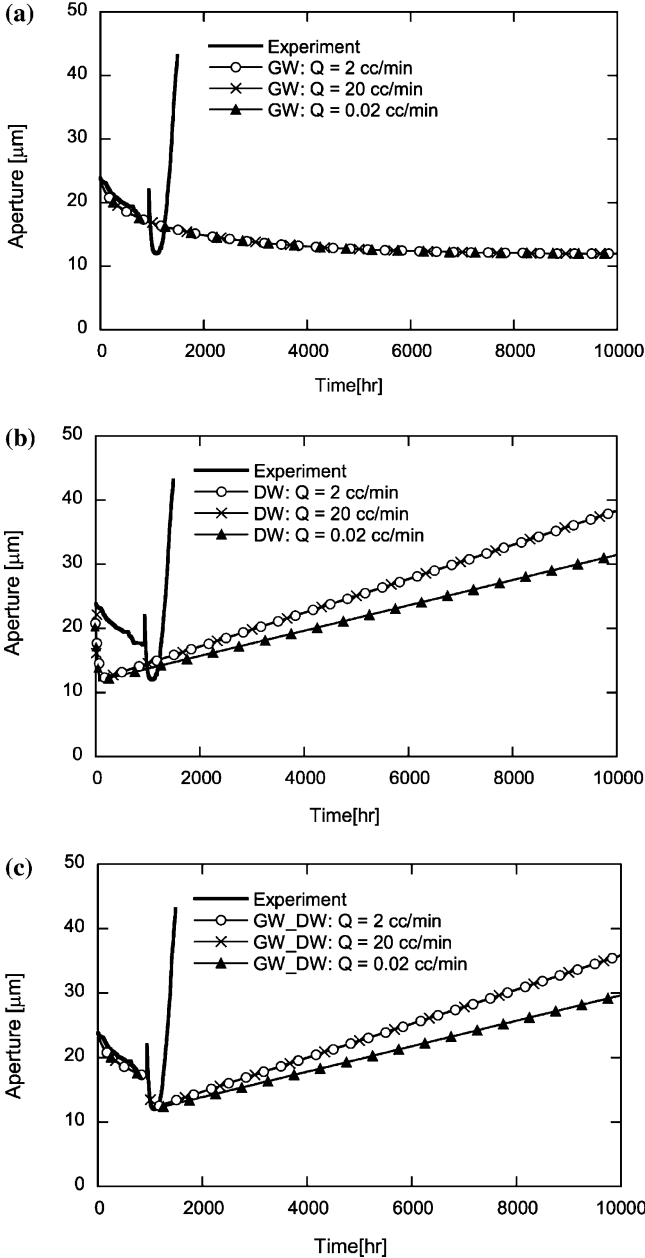 (a)
50
40
30
20
10
0
Aperture [μm]
Experiment
GW: Q = 2 cc/min
GW: Q = 20 cc/min
GW: Q = 0.02 cc/min
0 2000 4000 6000 8000 10000
Time[hr]
(b)
50
40
30
20
10
0
Aperture [μm]
Experiment
DW: Q = 2 cc/min
DW: Q = 20 cc/min
DW: Q = 0.02 cc/min
0 2000 4000 6000 8000 10000
Time[hr]
(c)
50
40
30
20
10
0
Aperture [μm]
Experiment
GW_DW: Q = 2 cc/min
GW_DW: Q = 20 cc/min
GW_DW: Q = 0.02 cc/min
0 2000 4000 6000 8000 10000
Time[hr]